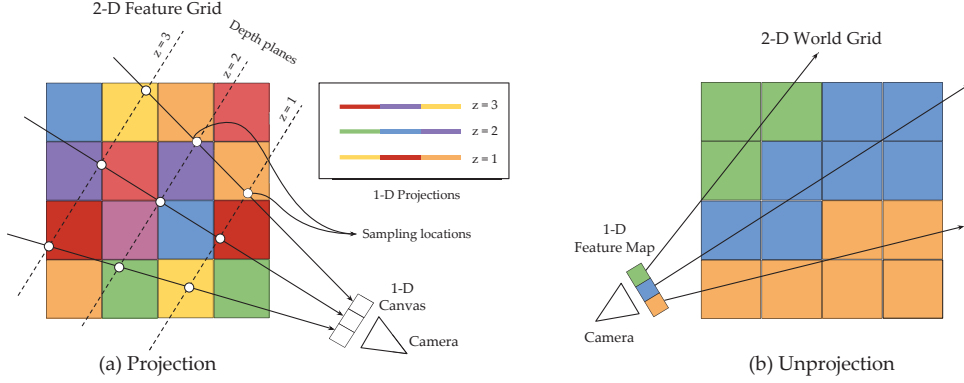 2-D Feature Grid
Depth planes
z = 3
z = 2
z = 1
z = 3
z = 2
z = 1
1-D Projections
Sampling locations
1-D
Canvas
Camera
(a) Projection
2-D World Grid
1-D
Feature Map
Camera
(b) Unprojection